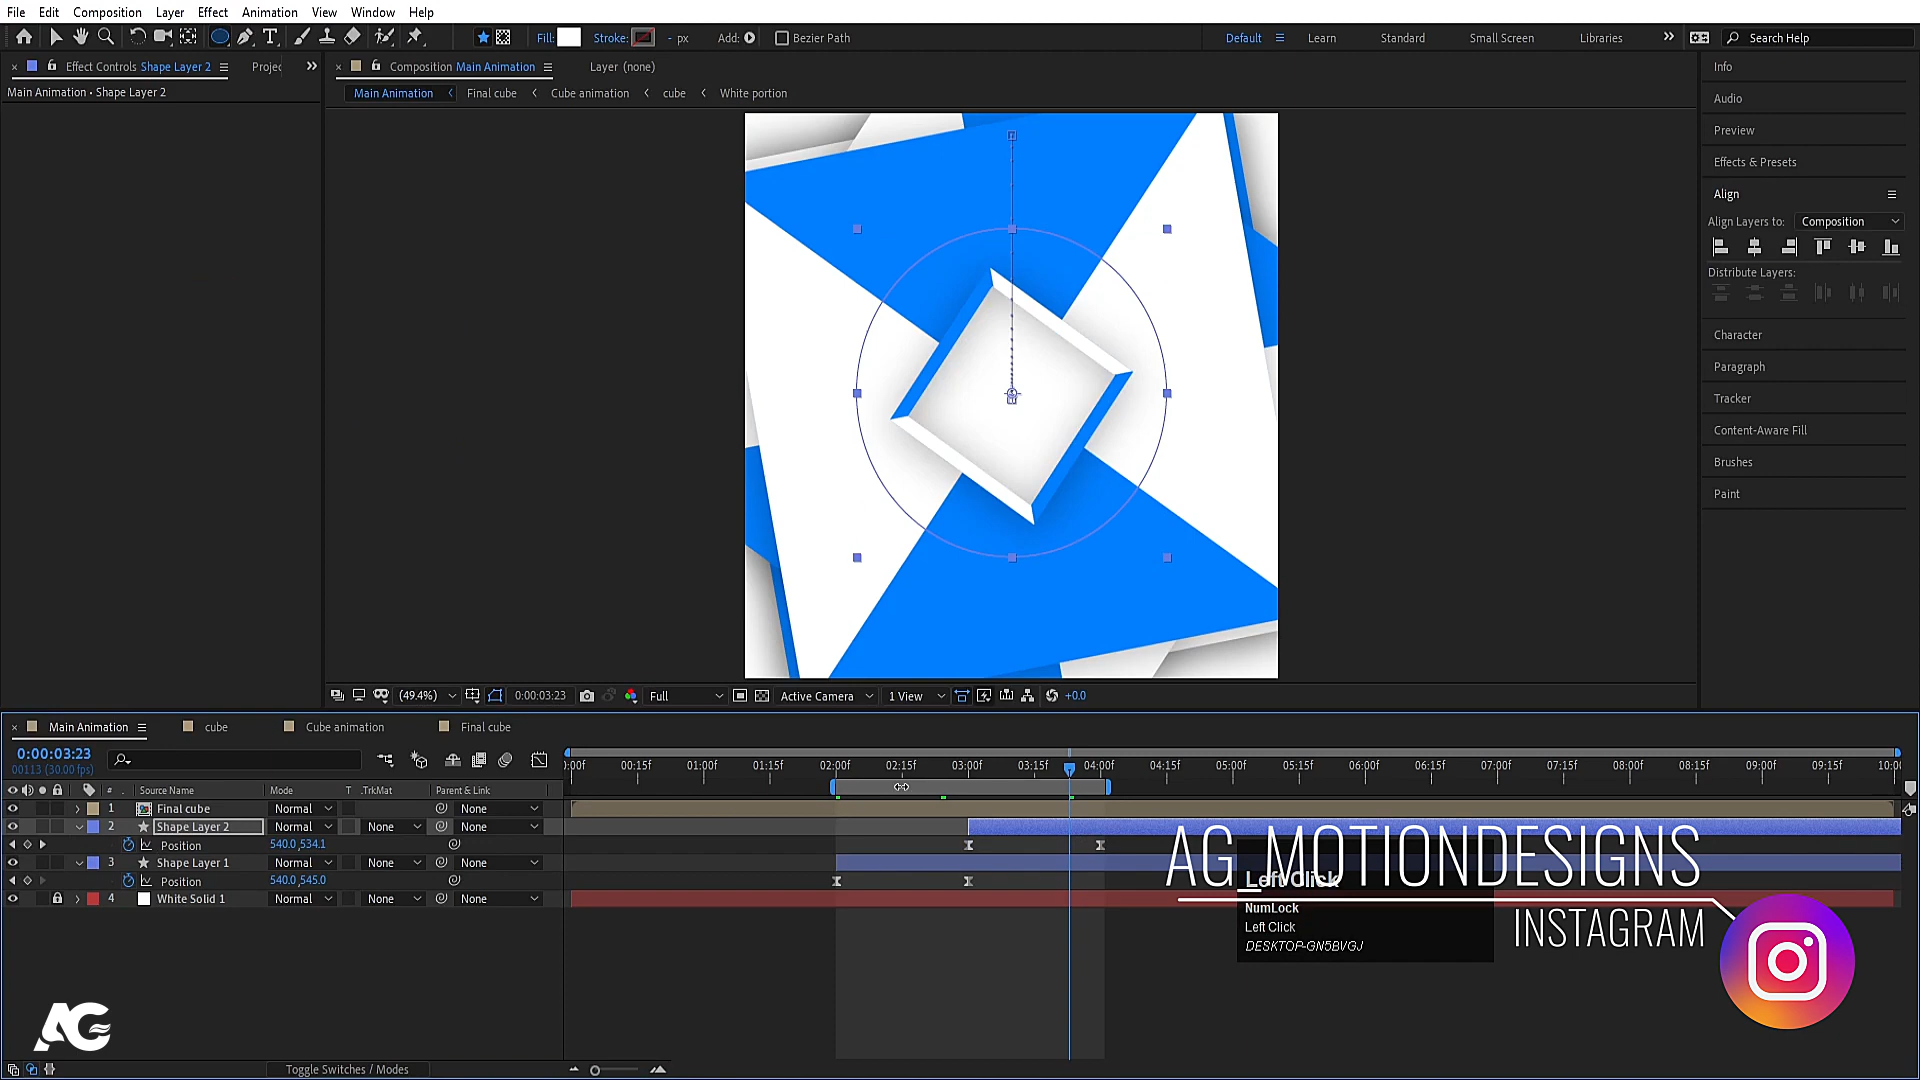 File Edit Composition Layer Effect Animation View Window Help
Fill: Stroke: - px Add: Bezier Path Default Learn Standard Small Screen Libraries Search Help
Effect Controls Shape Layer 2 Projec Composition Main Animation Layer (none)
Main Animation • Shape Layer 2
Main Animation Final cube Cube animation cube White portion
Info
Audio
Preview
Effects & Presets
Align
Align Layers to: Composition
Distribute Layers:
Character
Paragraph
Tracker
Content-Aware Fill
Brushes
Paint
(49.4%) 0:00:03:23 Full Active Camera 1 View +0.0
Main Animation cube Cube animation Final cube
0:00:03:23
00113 (30.00 fps)
:00f 00:15f 01:00f 01:15f 02:00f 02:15f 03:00f 03:15f 04:00f 04:15f 05:00f 05:15f 06:00f 06:15f 07:00f 07:15f 08:00f 08:15f 09:00f 09:15f 10:00
# Source Name Mode T .TrkMat Parent & Link
1 Final cube Normal None
2 Shape Layer 2 Normal None None
Position 540.0,534.1
3 Shape Layer 1 Normal None None
Position 540.0,545.0
4 White Solid 1 Normal None None
Toggle Switches / Modes
AG_MOTIONDESIGNS
INSTAGRAM
Left Click
NumLock
Left Click
DESKTOP-GN5BVGJ
AG